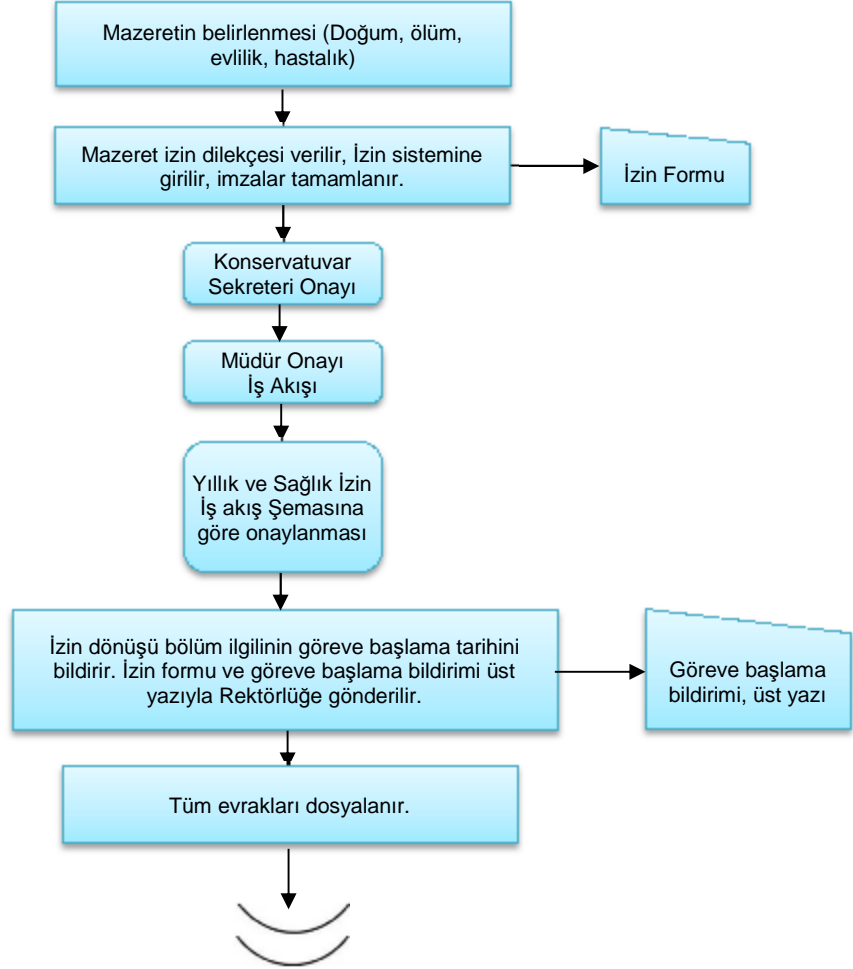 Mazeretin belirlenmesi (Doğum, ölüm,
evlilik, hastalık)
Mazeret izin dilekçesi verilir, İzin sistemine
girilir, imzalar tamamlanır.
İzin Formu
Konservatuvar
Sekreteri Onayı
Müdür Onayı
İş Akışı
Yıllık ve Sağlık İzin
İş akış Şemasına
göre onaylanması
İzin dönüşü bölüm ilgilinin göreve başlama tarihini
bildirir. İzin formu ve göreve başlama bildirimi üst
yazıyla Rektörlüğe gönderilir.
Göreve başlama
bildirimi, üst yazı
Tüm evrakları dosyalanır.